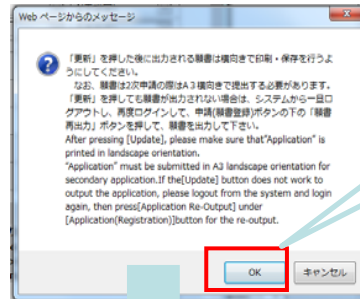 Web ページからのメッセージ
「更新」を押した後に出力される願書は横向きで印刷・保存を行うよ
うにしてください。
なお、願書は2次申請の際はA３横向きで提出する必要があります。
「更新」を押しても願書が出力されない場合は、システムから一旦ロ
グアウトし、再度ログインして、申請(願書登録)ボタンの下の「願書
再出力」ボタンを押して、願書を出力して下さい。
After pressing [Update], please make sure that"Application" is
printed in landscape orientation.
"Application" must be submitted in A3 landscape orientation for
secondary application.If the[Update] button does not work to
output the application, please logout from the system and login
again, then press[Application Re-Output] under
[Application(Registration)]button for the re-output.
OK
キャンセル